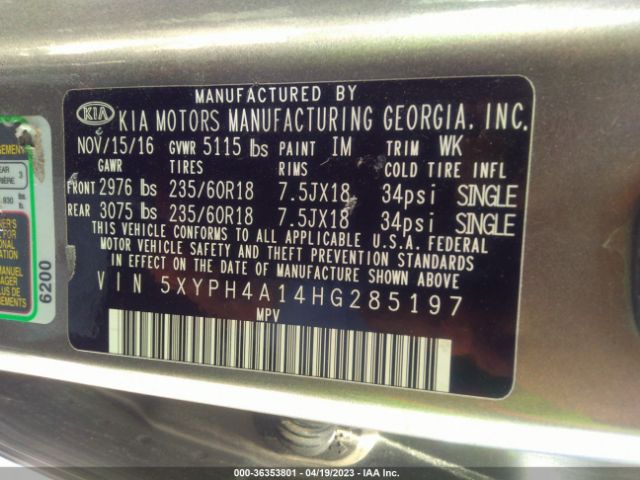 MANUFACTURED BY
KIA KIA MOTORS MANUFACTURING GEORGIA, INC.
NOV/15/16 GVWR 5115 lbs PAINT IM TRIM WK
GAWR TIRES RIMS COLD TIRE INFL
FRONT 2976 lbs 235/60R18 7.5JX18 34psi SINGLE
REAR 3075 lbs 235/60R18 7.5JX18 34psi SINGLE
THIS VEHICLE CONFORMS TO ALL APPLICABLE U.S.A. FEDERAL
MOTOR VEHICLE SAFETY AND THEFT PREVENTION STANDARDS
IN EFFECT ON THE DATE OF MANUFACTURE SHOWN ABOVE
VIN 5XYPH4A14HG285197
MPV
3
830
6200
000-36353801 - 04/19/2023 - IAA Inc.